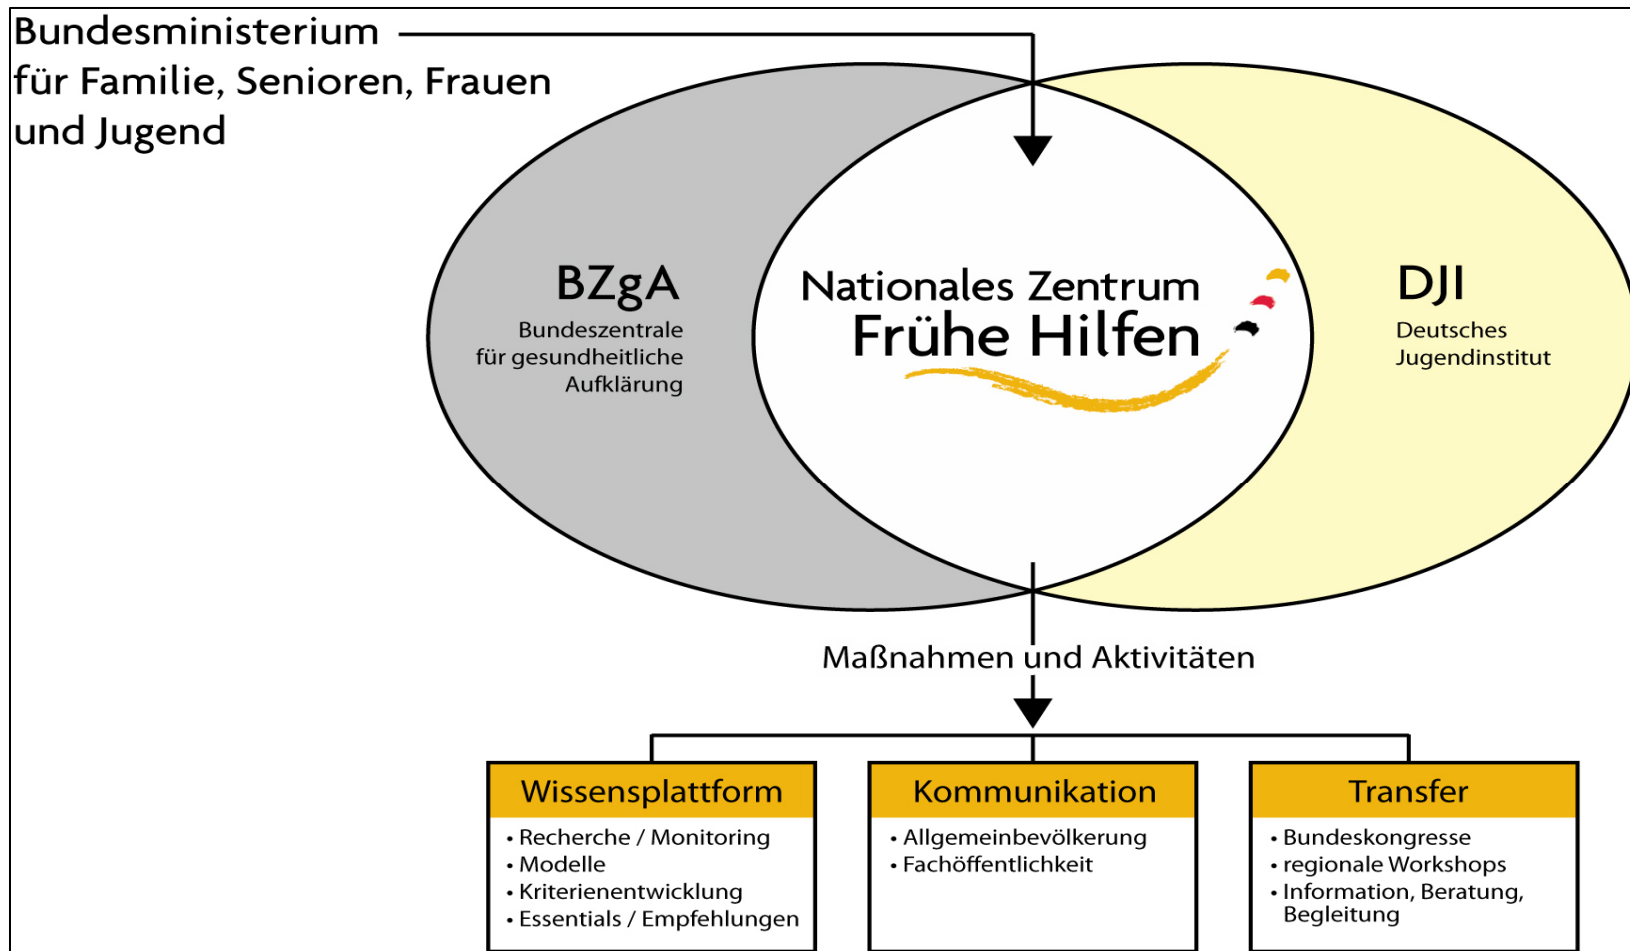 Bundesministerium
für Familie, Senioren, Frauen
und Jugend
BZgA
Bundeszentrale
für gesundheitliche
Aufklärung
Nationales Zentrum
Frühe Hilfen
DJI
Deutsches
Jugendinstitut
Maßnahmen und Aktivitäten
Wissensplattform
• Recherche / Monitoring
• Modelle
• Kriterienentwicklung
• Essentials / Empfehlungen
Kommunikation
• Allgemeinbevölkerung
• Fachöffentlichkeit
Transfer
• Bundeskongresse
• regionale Workshops
• Information, Beratung,
Begleitung